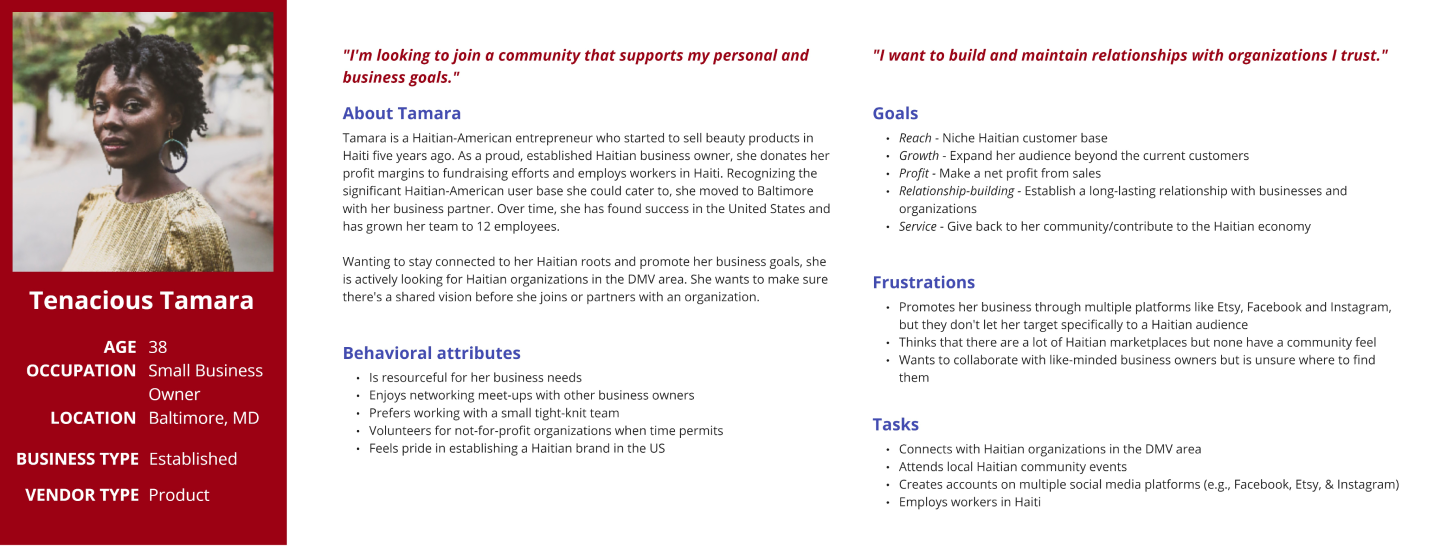 Tenacious Tamara
AGE 38
OCCUPATION Small Business
Owner
LOCATION Baltimore, MD
BUSINESS TYPE Established
VENDOR TYPE Product
"I'm looking to join a community that supports my personal and
business goals."
About Tamara
Tamara is a Haitian-American entrepreneur who started to sell beauty products in
Haiti five years ago. As a proud, established Haitian business owner, she donates her
profit margins to fundraising efforts and employs workers in Haiti. Recognizing the
significant Haitian-American user base she could cater to, she moved to Baltimore
with her business partner. Over time, she has found success in the United States and
has grown her team to 12 employees.
Wanting to stay connected to her Haitian roots and promote her business goals, she
is actively looking for Haitian organizations in the DMV area. She wants to make sure
there's a shared vision before she joins or partners with an organization.
Behavioral attributes
• Is resourceful for her business needs
• Enjoys networking meet-ups with other business owners
• Prefers working with a small tight-knit team
• Volunteers for not-for-profit organizations when time permits
• Feels pride in establishing a Haitian brand in the US
"I want to build and maintain relationships with organizations I trust."
Goals
• Reach - Niche Haitian customer base
• Growth - Expand her audience beyond the current customers
• Profit - Make a net profit from sales
• Relationship-building - Establish a long-lasting relationship with businesses and
organizations
• Service - Give back to her community/contribute to the Haitian economy
Frustrations
• Promotes her business through multiple platforms like Etsy, Facebook and Instagram,
but they don't let her target specifically to a Haitian audience
• Thinks that there are a lot of Haitian marketplaces but none have a community feel
• Wants to collaborate with like-minded business owners but is unsure where to find
them
Tasks
• Connects with Haitian organizations in the DMV area
• Attends local Haitian community events
• Creates accounts on multiple social media platforms (e.g., Facebook, Etsy, & Instagram)
• Employs workers in Haiti